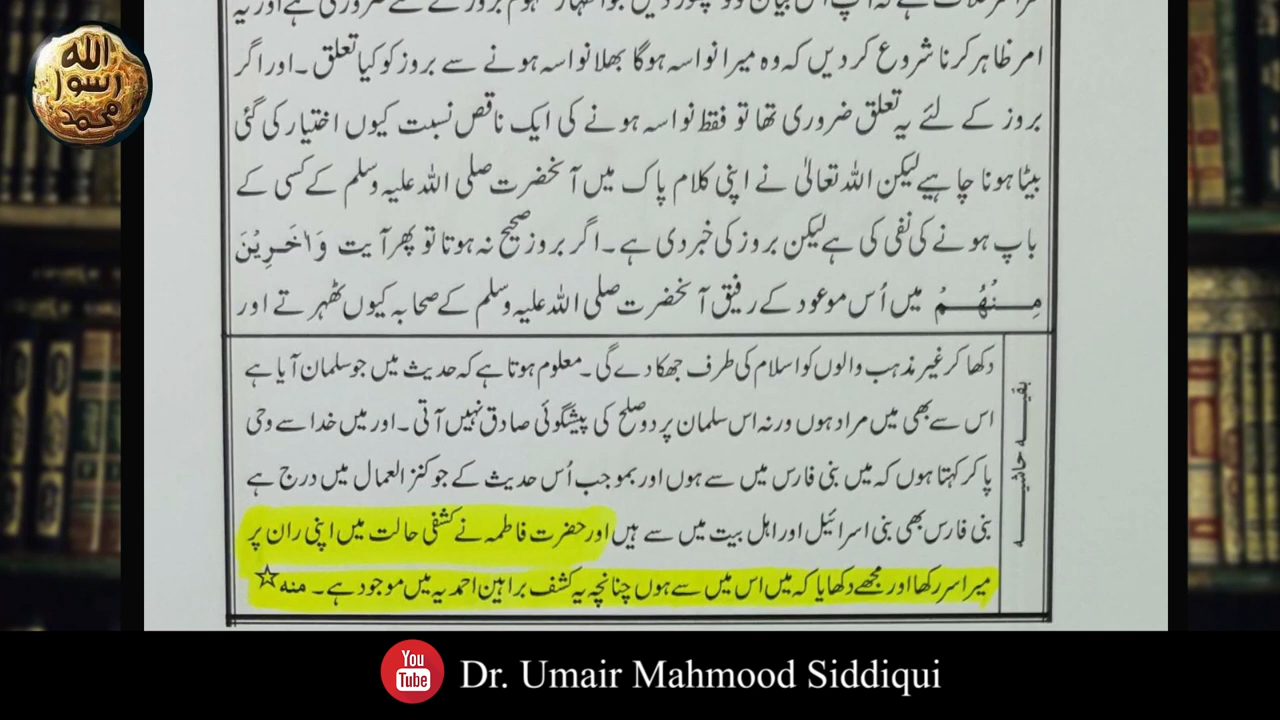 امر ظاہر کرنا شروع کر دیں کہ وہ میرا نواسہ ہوگا بھلا نواسہ ہونے سے بروز کو کیا تعلق۔ اور اگر
بروز کے لئے یہ تعلق ضروری تھا تو فقط نواسہ ہونے کی ایک ناقص نسبت کیوں اختیار کی گئی
بیٹا ہونا چاہیے لیکن اللہ تعالیٰ نے اپنی کلام پاک میں آنحضرت صلی اللہ علیہ وسلم کے کسی کے
باپ ہونے کی نفی کی ہے لیکن بروز کی خبر دی ہے۔ اگر بروز صحیح نہ ہوتا تو پھر آیت وَاٰخَرِیْنَ
مِنْهُمْ میں اُس موعود کے رفیق آنحضرت صلی اللہ علیہ وسلم کے صحابہ کیوں ٹھہرتے اور
بقیہ حاشیہ
دکھا کر غیر مذہب والوں کو اسلام کی طرف جھکا دے گی۔ معلوم ہوتا ہے کہ حدیث میں جو سلمان آیا ہے
اس سے بھی میں مراد ہوں ورنہ اس سلمان پر دو صلح کی پیشگوئی صادق نہیں آتی۔ اور میں خدا سے وحی
پا کر کہتا ہوں کہ میں بنی فارس میں سے ہوں اور بموجب اُس حدیث کے جو کنز العمال میں درج ہے
بنی فارس بھی بنی اسرائیل اور اہل بیت میں سے ہیں اور حضرت فاطمہ نے کشفی حالت میں اپنی ران پر
میرا سر رکھا اور مجھے دکھایا کہ میں اس میں سے ہوں چنانچہ یہ کشف براہین احمدیہ میں موجود ہے۔ منہ☆
الله
رسول
محمد
You
Tube
Dr. Umair Mahmood Siddiqui